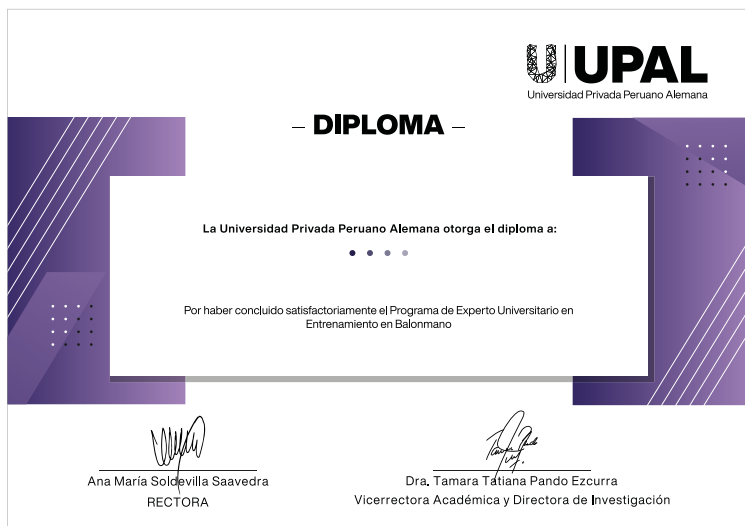 UPAL
Universidad Privada Peruano Alemana
– DIPLOMA –
La Universidad Privada Peruano Alemana otorga el diploma a:
Por haber concluido satisfactoriamente el Programa de Experto Universitario en
Entrenamiento en Balonmano
Ana María Soldevilla Saavedra
RECTORA
Dra. Tamara Tatiana Pando Ezcurra
Vicerrectora Académica y Directora de Investigación